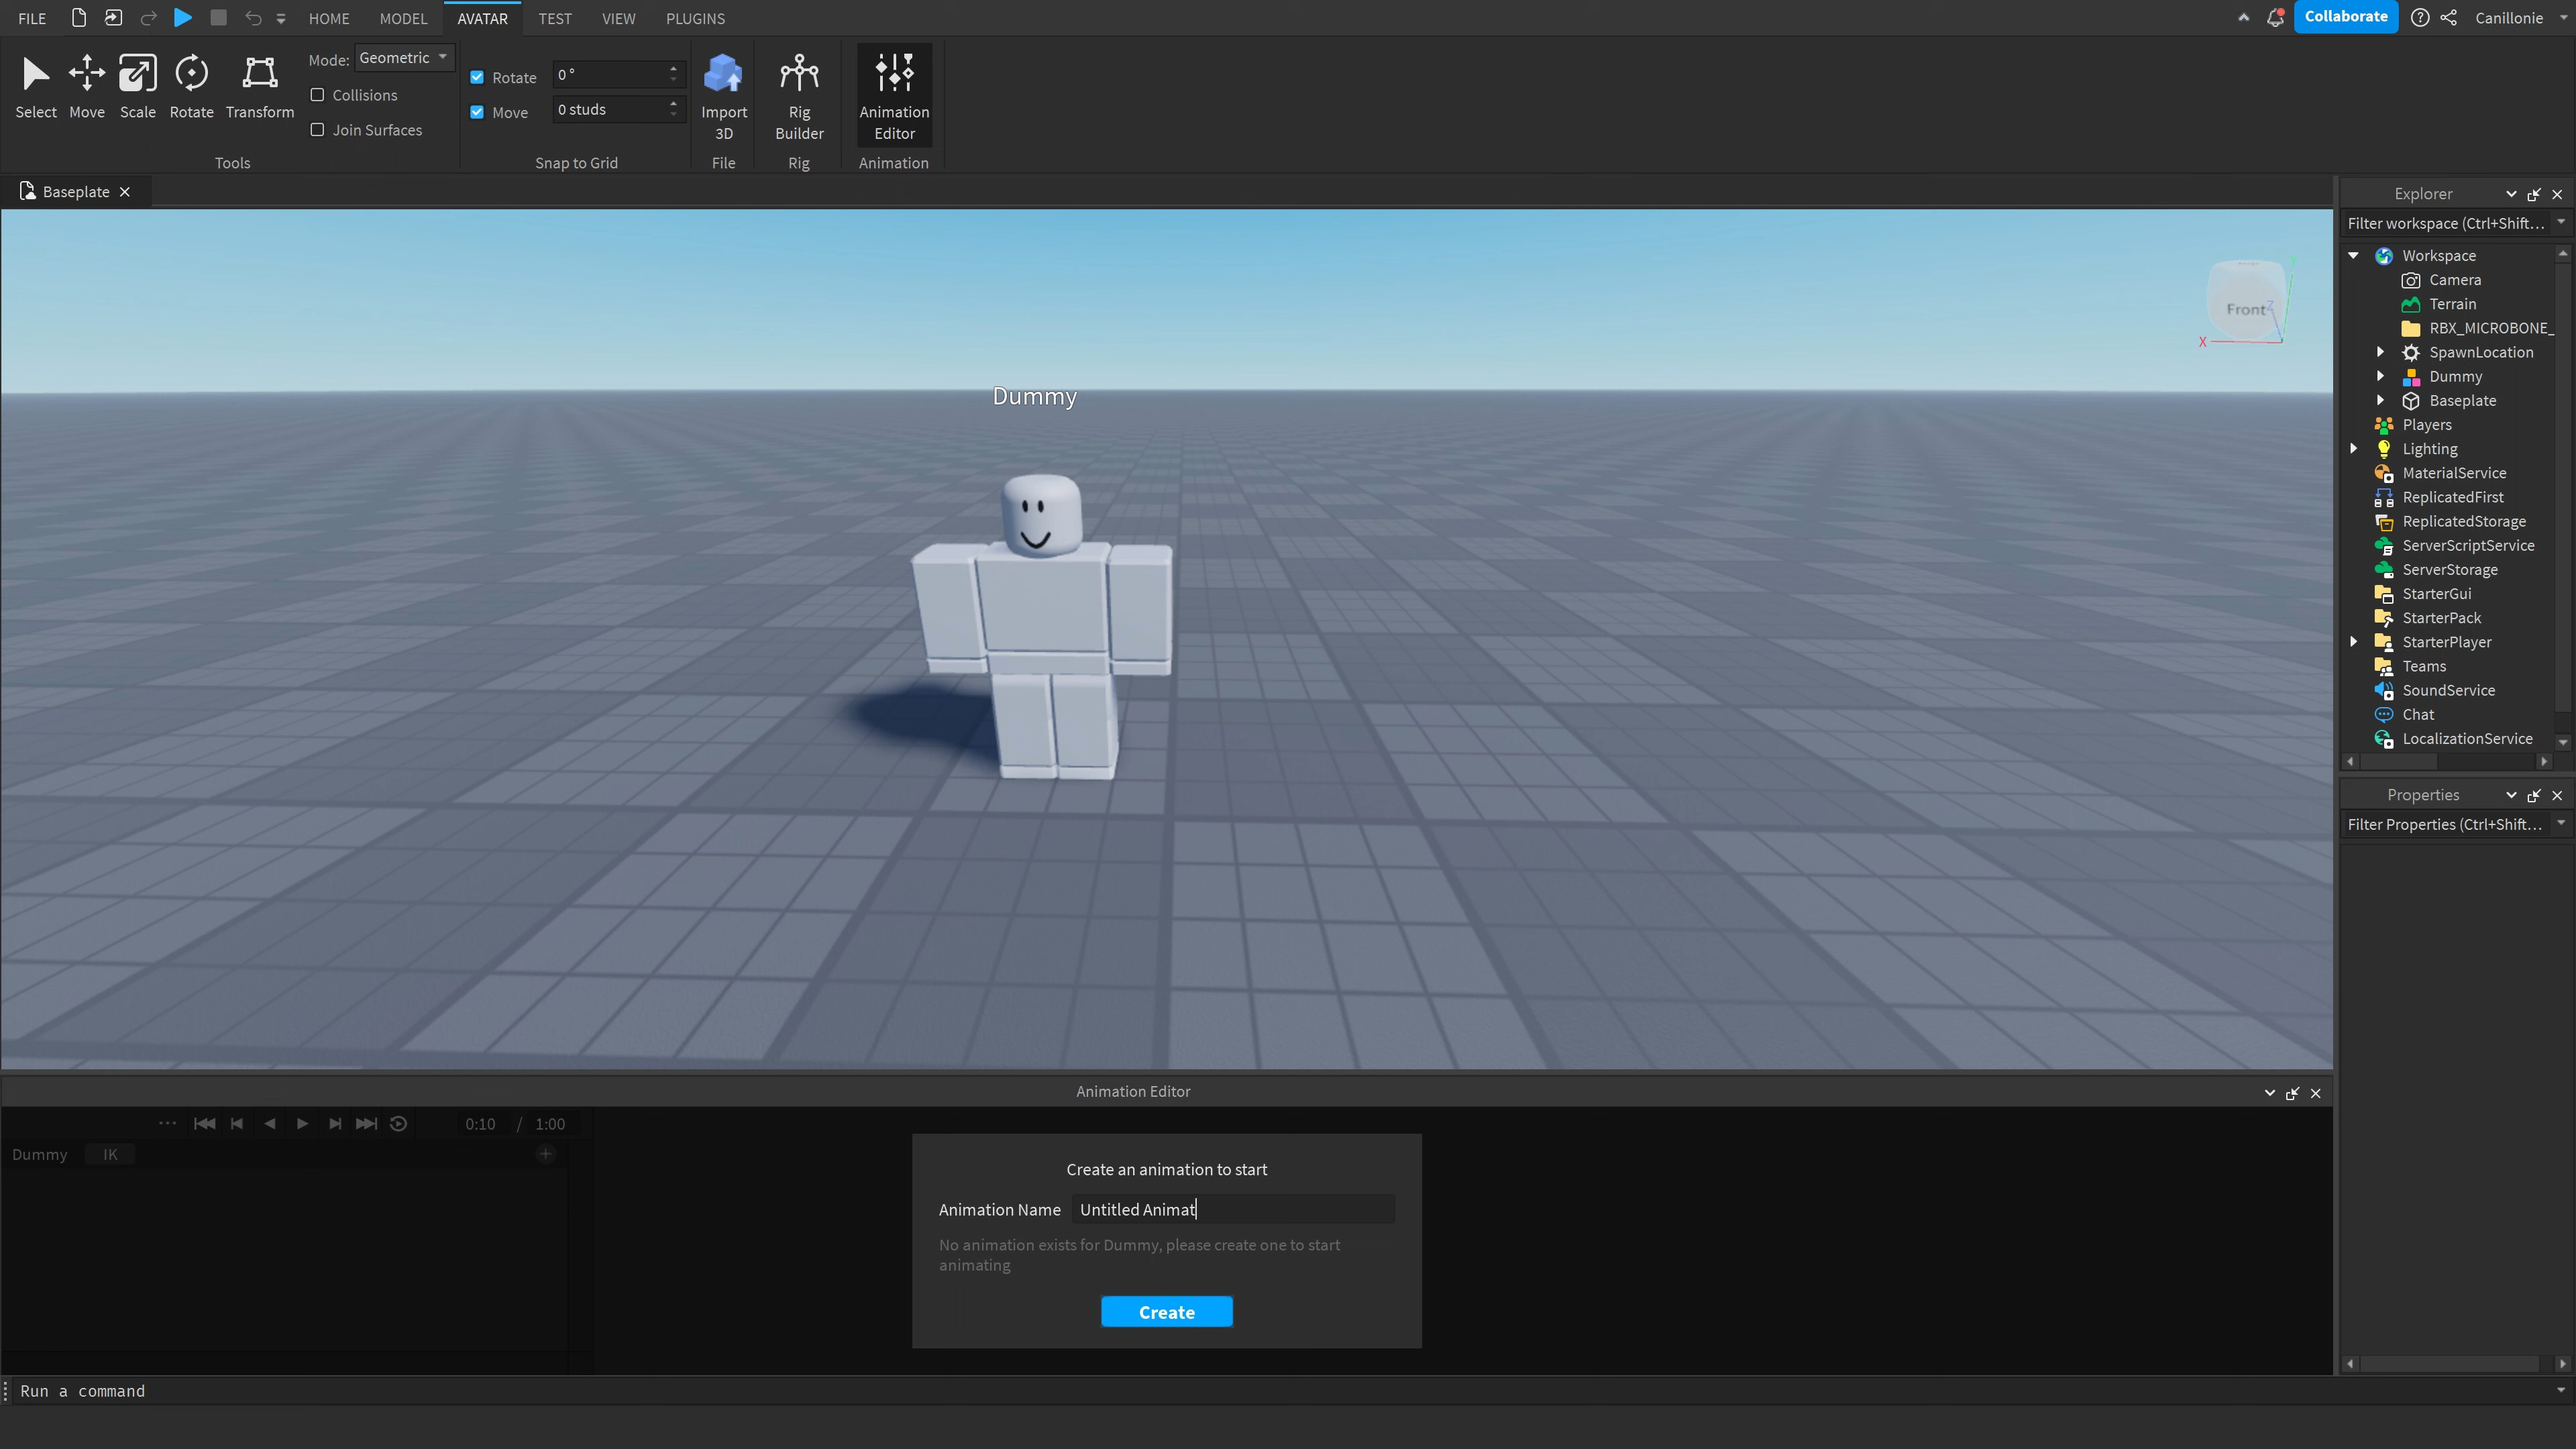 FILE HOME MODEL AVATAR TEST VIEW PLUGINS Collaborate Canillonie
Select Move Scale Rotate Transform
Mode: Geometric
Collisions
Join Surfaces
Tools
Rotate 0 °
Move 0 studs
Snap to Grid
Import
3D
File
Rig
Builder
Rig
Animation
Editor
Animation
Baseplate
Dummy
Front
X
Z
Explorer
Filter workspace (Ctrl+Shift...
Workspace
Camera
Terrain
RBX_MICROBONE_
SpawnLocation
Dummy
Baseplate
Players
Lighting
MaterialService
ReplicatedFirst
ReplicatedStorage
ServerScriptService
ServerStorage
StarterGui
StarterPack
StarterPlayer
Teams
SoundService
Chat
LocalizationService
Properties
Filter Properties (Ctrl+Shift...
Animation Editor
0:10 / 1:00
Dummy IK
Create an animation to start
Animation Name Untitled Animat
No animation exists for Dummy, please create one to start
animating
Create
Run a command